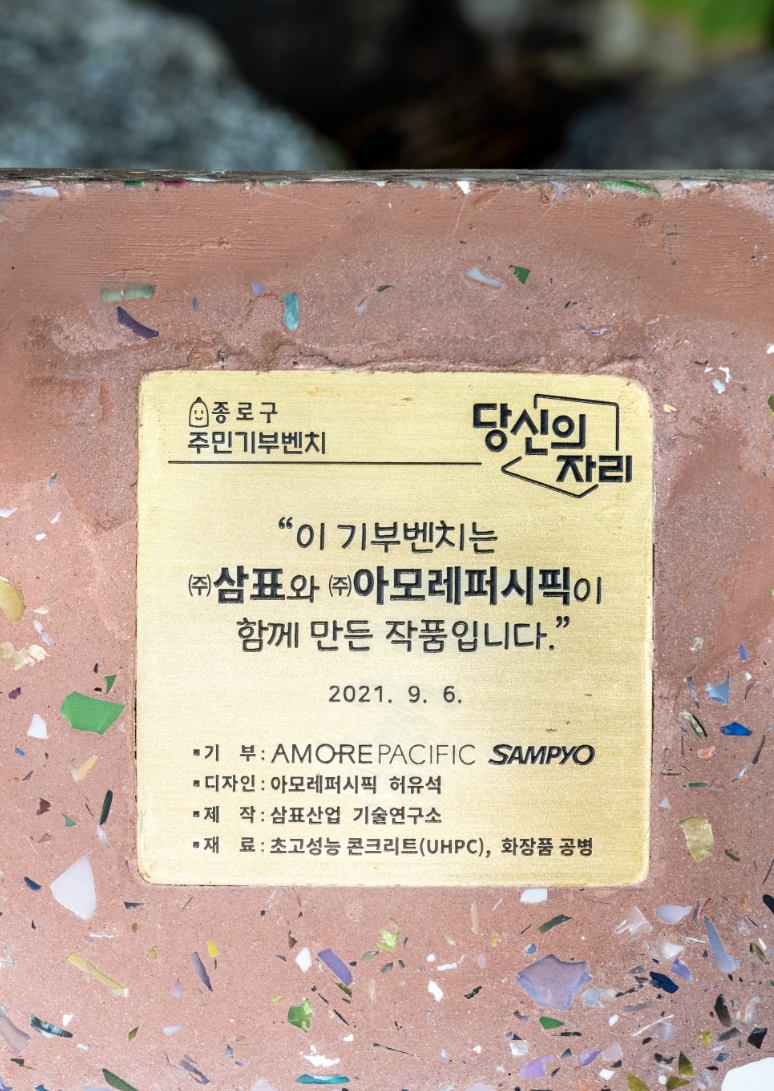 종로구
주민기부벤치
당신의
자리
“이 기부벤치는
㈜삼표와 ㈜아모레퍼시픽이
함께 만든 작품입니다.”
2021. 9. 6.
▪기 부 : AMOREPACIFIC SAMPYO
▪디자인 : 아모레퍼시픽 허유석
▪제 작 : 삼표산업 기술연구소
▪재 료 : 초고성능 콘크리트(UHPC), 화장품 공병